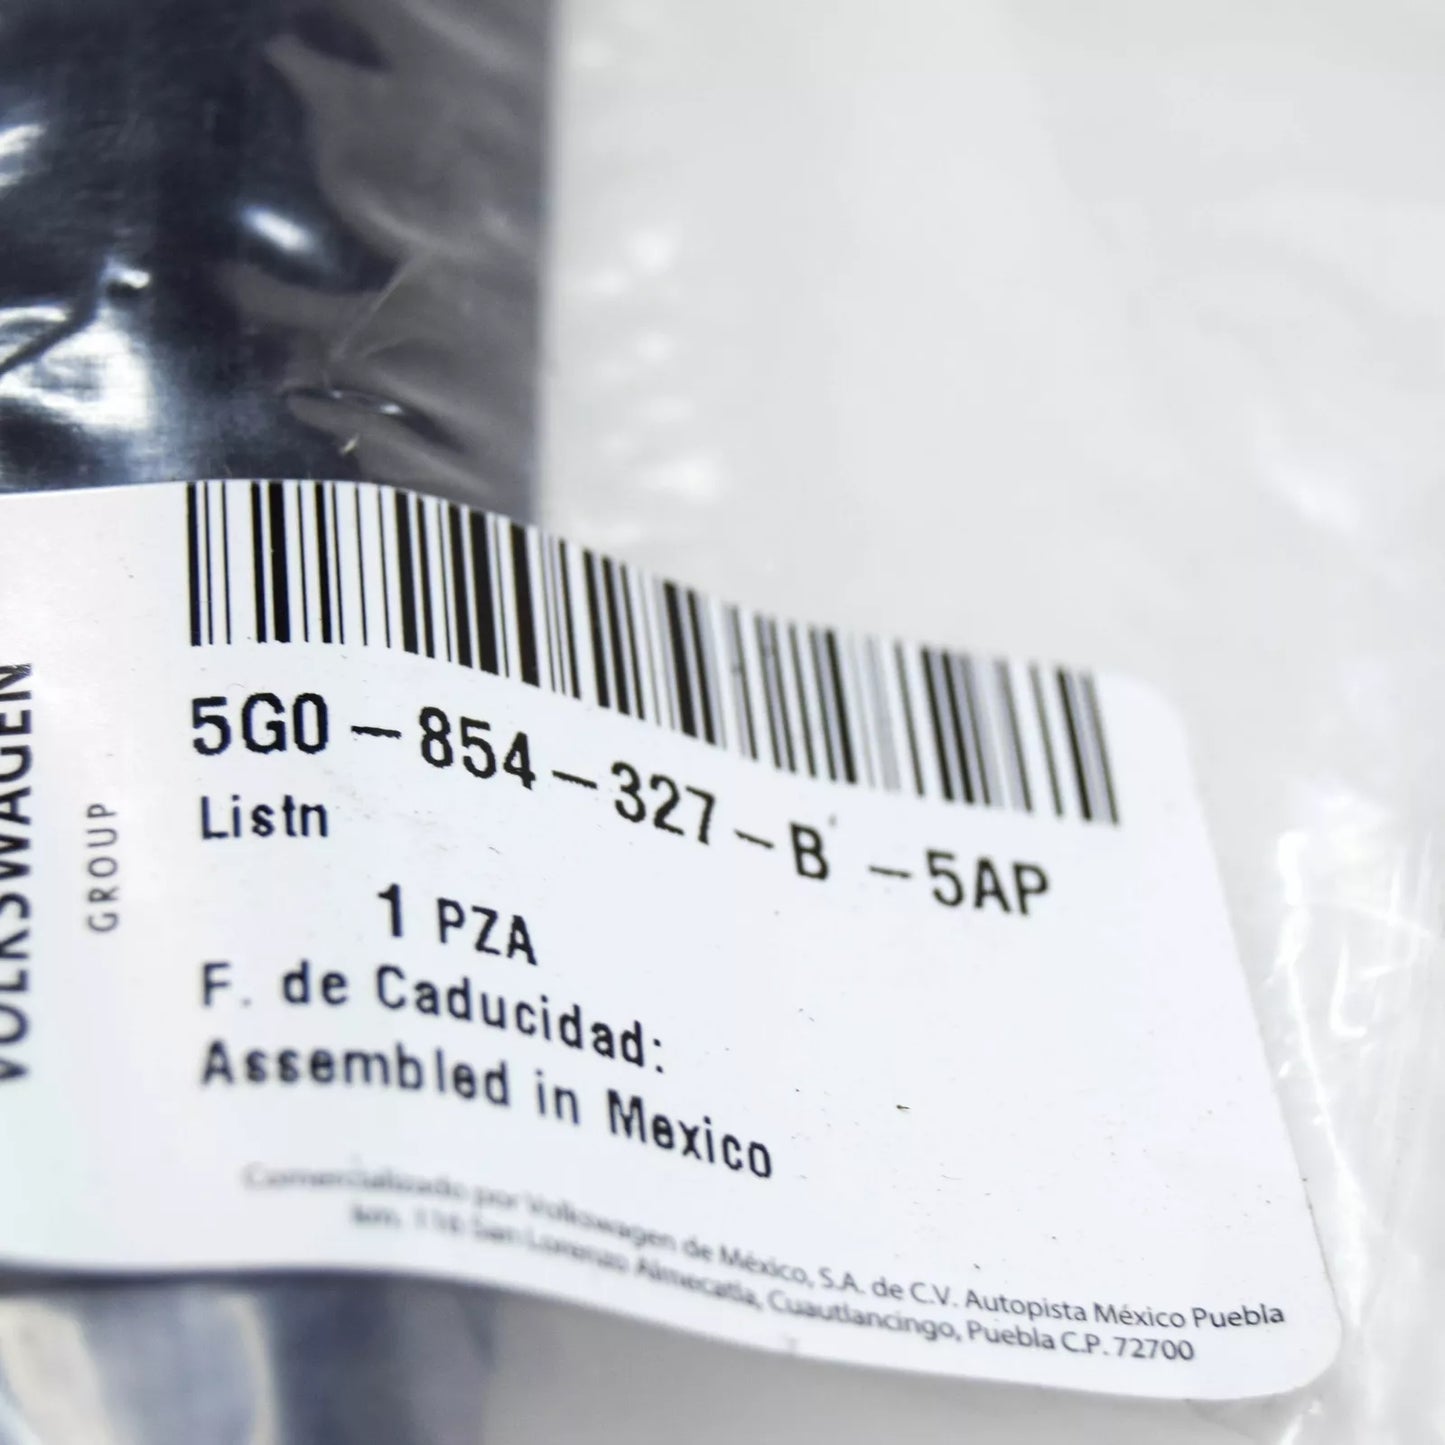 VOLKSWAGEN
GROUP
5G0-854-327-B -5AP
Listn
1 PZA
F. de Caducidad:
Assembled in Mexico
Comercializado por Volkswagen de México, S.A. de C.V. Autopista México Puebla
km. 116 San Lorenzo Almecatla, Cuautlancingo, Puebla C.P. 72700